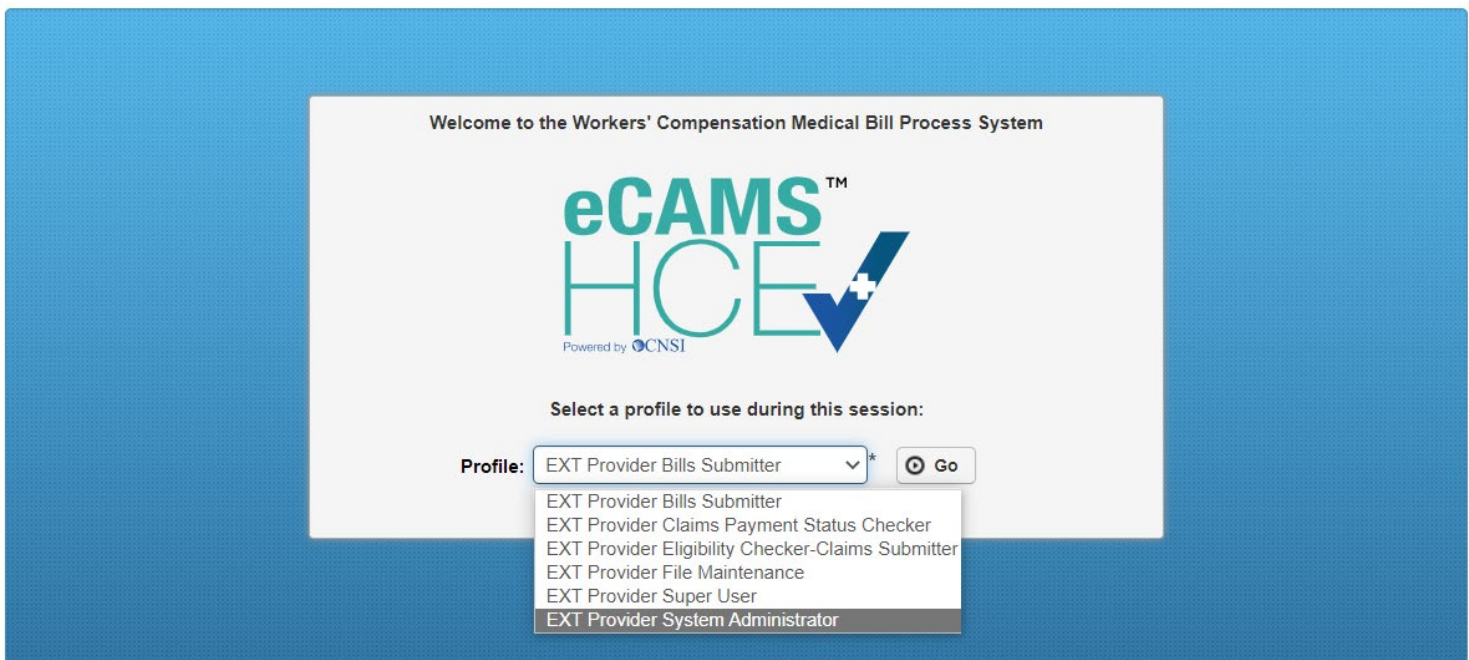 Welcome to the Workers' Compensation Medical Bill Process System
eCAMS™
HCE
Powered by CNSI
Select a profile to use during this session:
Profile: EXT Provider Bills Submitter * Go
EXT Provider Bills Submitter
EXT Provider Claims Payment Status Checker
EXT Provider Eligibility Checker-Claims Submitter
EXT Provider File Maintenance
EXT Provider Super User
EXT Provider System Administrator